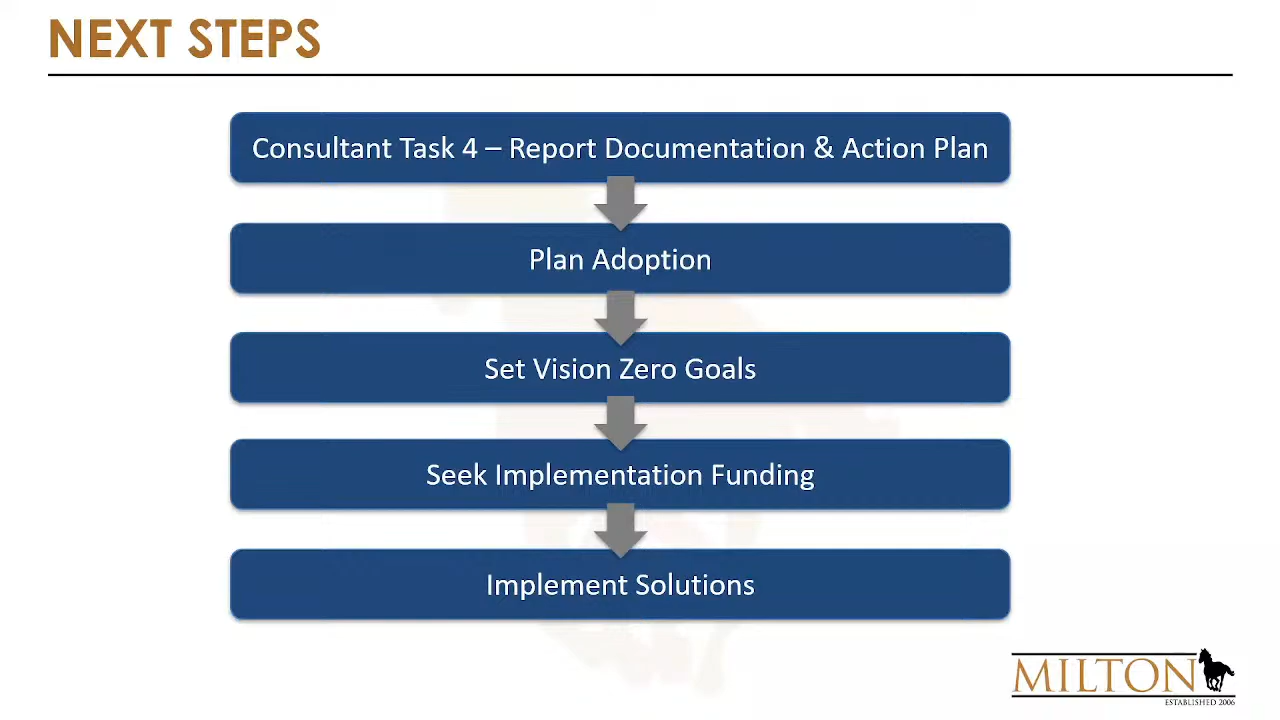 NEXT STEPS
Consultant Task 4 – Report Documentation & Action Plan
Plan Adoption
Set Vision Zero Goals
Seek Implementation Funding
Implement Solutions
MILTON
ESTABLISHED 2006